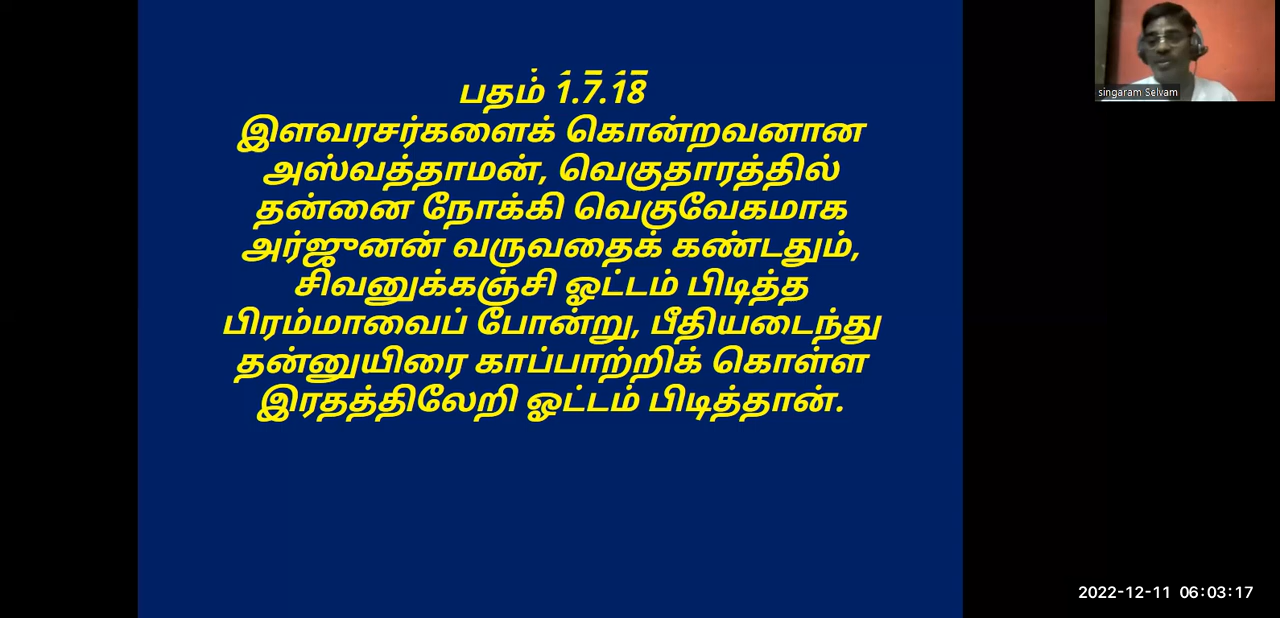 பதம் 1.7.18
இளவரசர்களைக் கொன்றவனான
அஸ்வத்தாமன், வெகுதாரத்தில்
தன்னை நோக்கி வெகுவேகமாக
அர்ஜுனன் வருவதைக் கண்டதும்,
சிவனுக்கஞ்சி ஓட்டம் பிடித்த
பிரம்மாவைப் போன்று, பீதியடைந்து
தன்னுயிரை காப்பாற்றிக் கொள்ள
இரதத்திலேறி ஓட்டம் பிடித்தான்.
singaram Selvam
2022-12-11 06:03:17